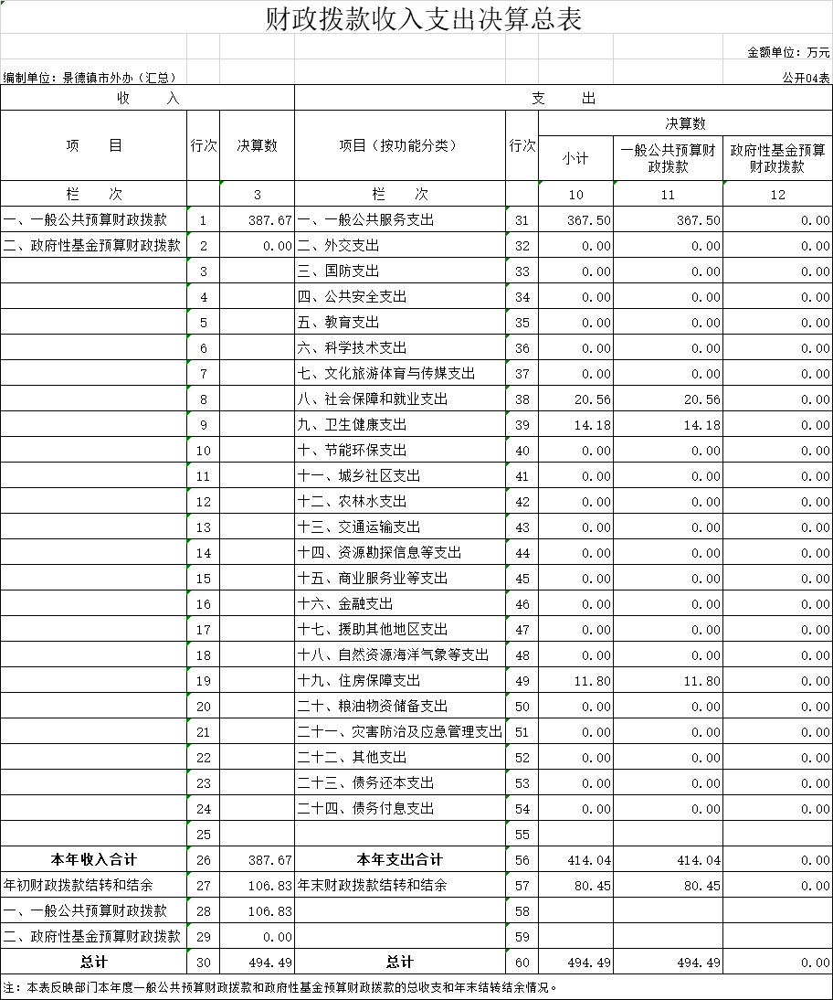 财政拨款收入支出决算总表
金额单位：万元
编制单位：景德镇市外办（汇总） 公开04表
收 入 支 出
项 目 行次 决算数 项目（按功能分类） 行次 决算数
小计 一般公共预算财政拨款 政府性基金预算财政拨款
栏 次 3 栏 次 10 11 12
一、一般公共预算财政拨款 1 387.67 一、一般公共服务支出 31 367.50 367.50 0.00
二、政府性基金预算财政拨款 2 0.00 二、外交支出 32 0.00 0.00 0.00
3 三、国防支出 33 0.00 0.00 0.00
4 四、公共安全支出 34 0.00 0.00 0.00
5 五、教育支出 35 0.00 0.00 0.00
6 六、科学技术支出 36 0.00 0.00 0.00
7 七、文化旅游体育与传媒支出 37 0.00 0.00 0.00
8 八、社会保障和就业支出 38 20.56 20.56 0.00
9 九、卫生健康支出 39 14.18 14.18 0.00
10 十、节能环保支出 40 0.00 0.00 0.00
11 十一、城乡社区支出 41 0.00 0.00 0.00
12 十二、农林水支出 42 0.00 0.00 0.00
13 十三、交通运输支出 43 0.00 0.00 0.00
14 十四、资源勘探信息等支出 44 0.00 0.00 0.00
15 十五、商业服务业等支出 45 0.00 0.00 0.00
16 十六、金融支出 46 0.00 0.00 0.00
17 十七、援助其他地区支出 47 0.00 0.00 0.00
18 十八、自然资源海洋气象等支出 48 0.00 0.00 0.00
19 十九、住房保障支出 49 11.80 11.80 0.00
20 二十、粮油物资储备支出 50 0.00 0.00 0.00
21 二十一、灾害防治及应急管理支出 51 0.00 0.00 0.00
22 二十二、其他支出 52 0.00 0.00 0.00
23 二十三、债务还本支出 53 0.00 0.00 0.00
24 二十四、债务付息支出 54 0.00 0.00 0.00
25 55
本年收入合计 26 387.67 本年支出合计 56 414.04 414.04 0.00
年初财政拨款结转和结余 27 106.83 年末财政拨款结转和结余 57 80.45 80.45 0.00
一、一般公共预算财政拨款 28 106.83 58
二、政府性基金预算财政拨款 29 0.00 59
总计 30 494.49 总计 60 494.49 494.49 0.00
注：本表反映部门本年度一般公共预算财政拨款和政府性基金预算财政拨款的总收支和年末结转结余情况。